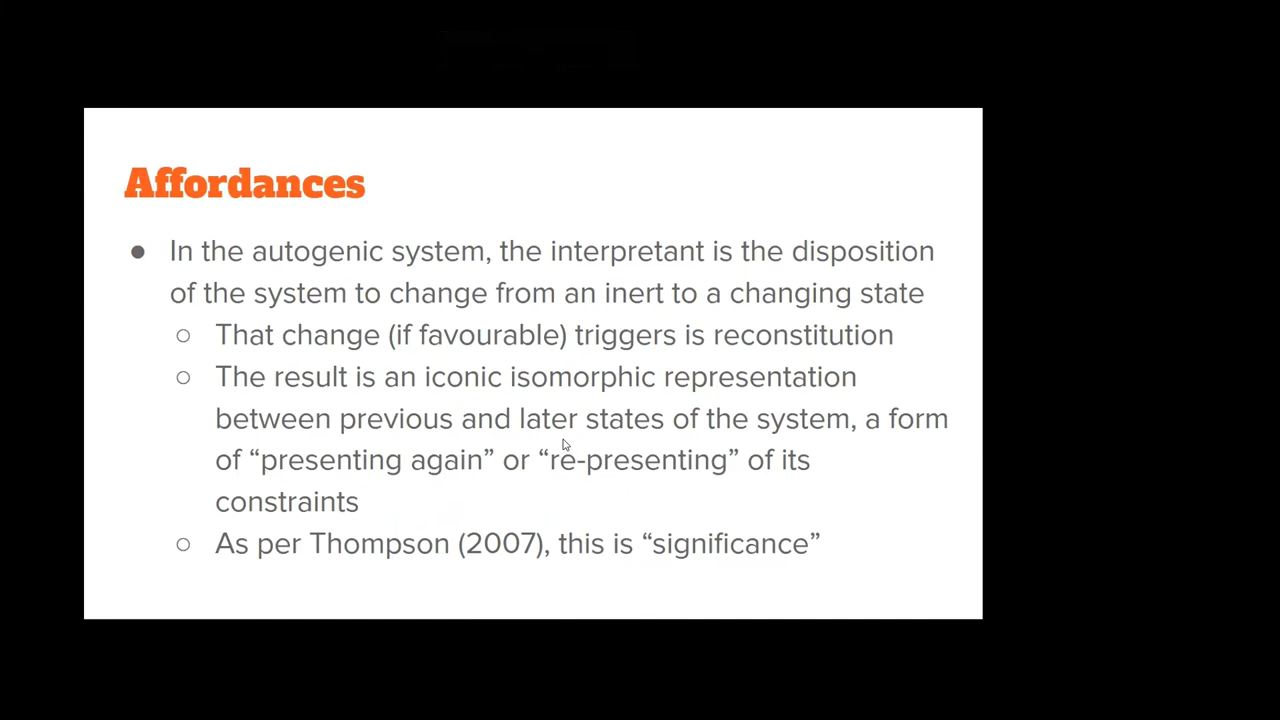 Affordances
● In the autogenic system, the interpretant is the disposition
of the system to change from an inert to a changing state
○ That change (if favourable) triggers is reconstitution
○ The result is an iconic isomorphic representation
between previous and later states of the system, a form
of “presenting again” or “re-presenting” of its
constraints
○ As per Thompson (2007), this is “significance”